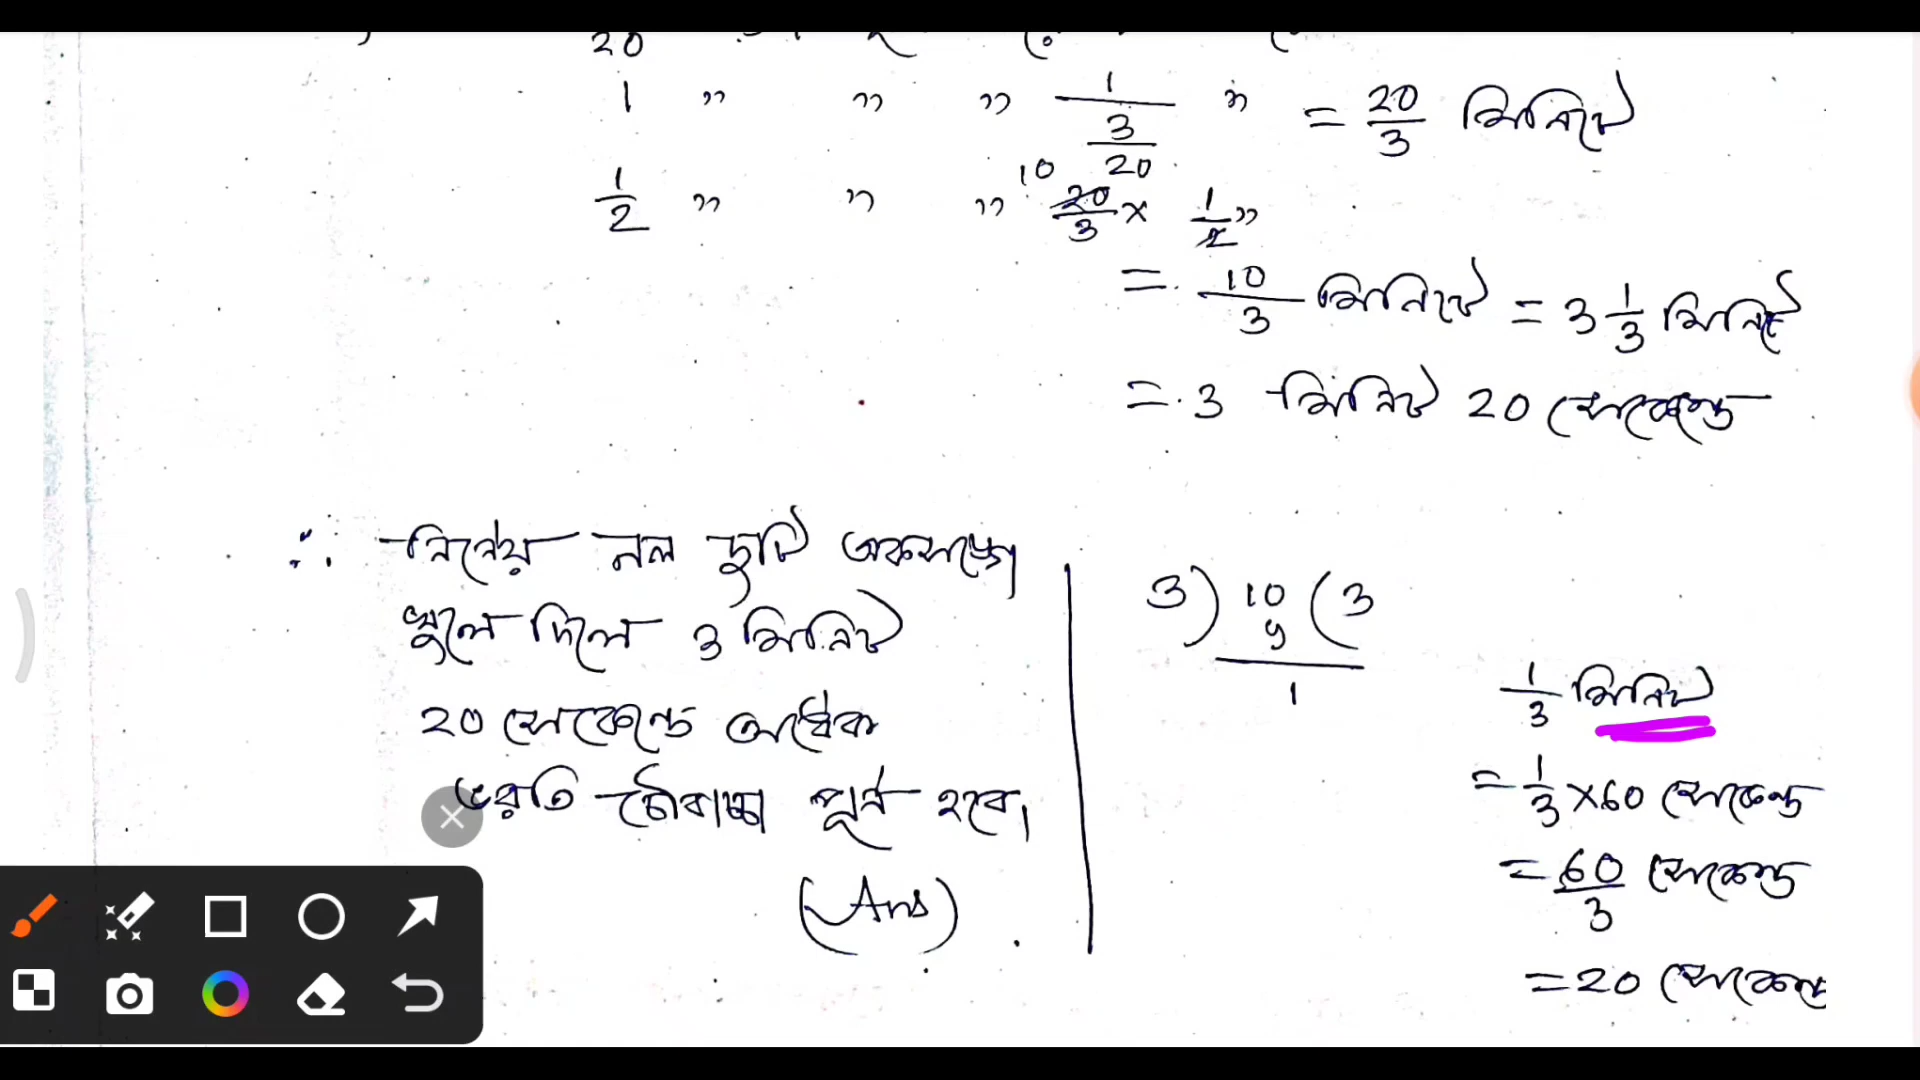 20
1 " " " 1/(3/20) " = 20/3 মিনিটে
1/2 " " " 10 20/3 × 1/2 "
= 10/3 মিনিটে = 3 1/3 মিনিটে
= 3 মিনিট 20 সেকেন্ডে
∴ নির্নেয় নল দুটি একসঙ্গে
খুলে দিলে 3 মিনিট
20 সেকেন্ডে অর্ধেক
ভরতি চৌবাচ্চা পূর্ন হবে।
(Ans)
3) 10 (3
9
1
1/3 মিনিট
= 1/3 × 60 সেকেন্ড
= 60/3 সেকেন্ড
= 20 সেকেন্ড